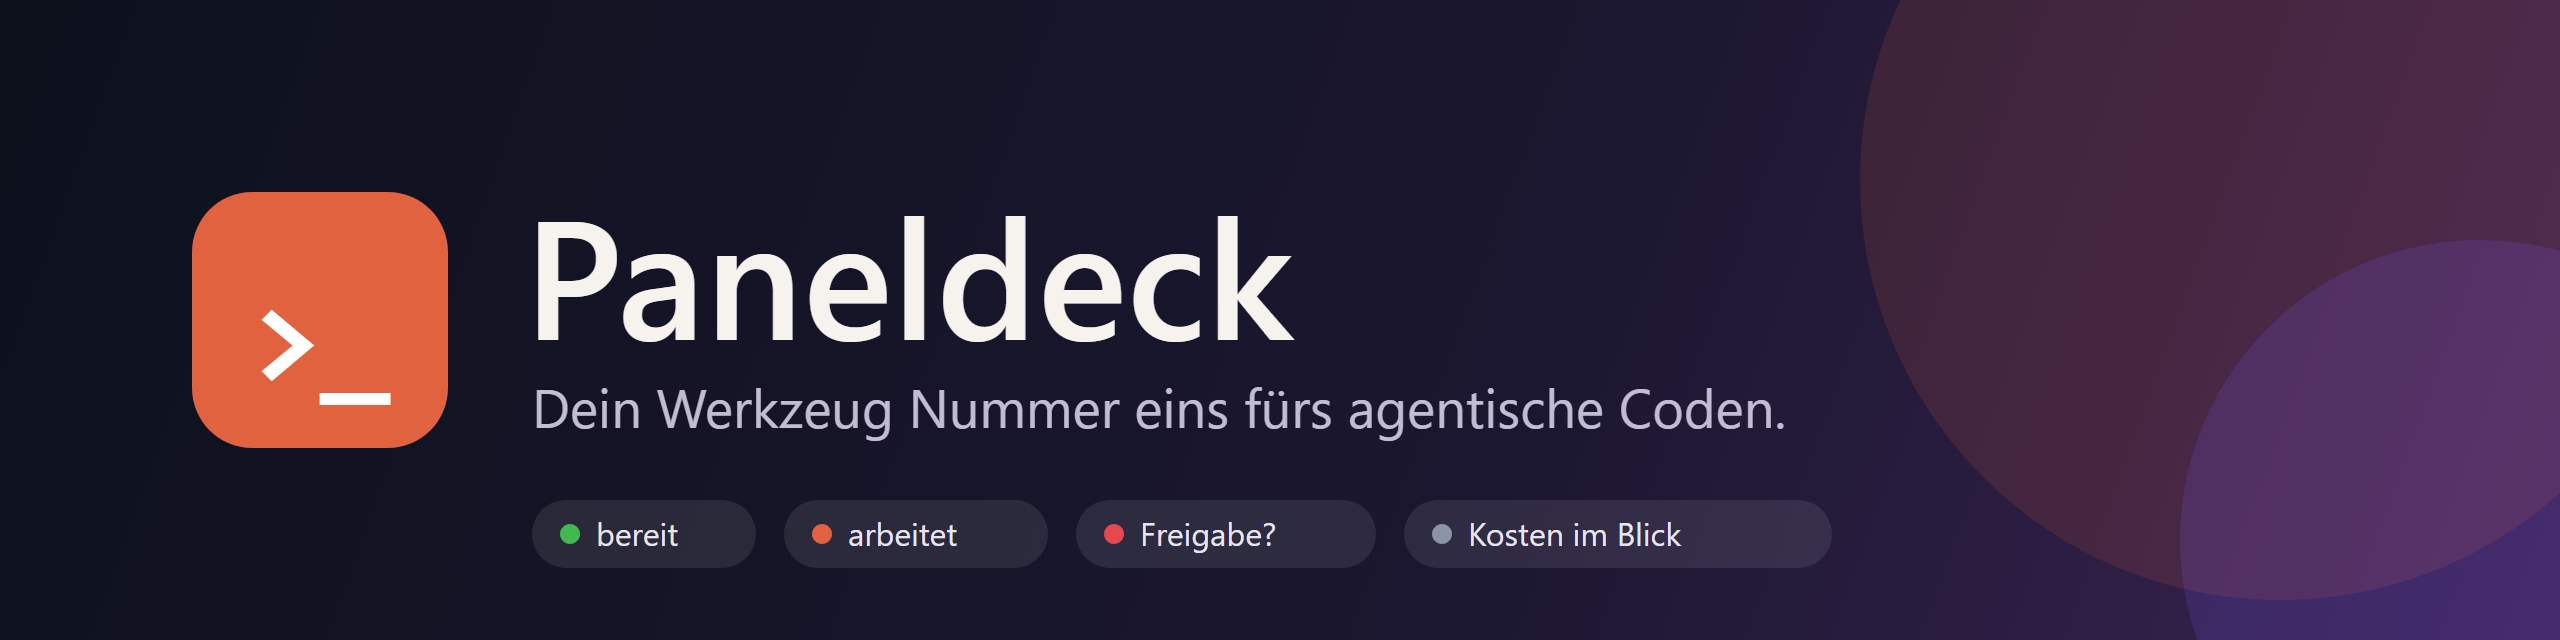 >_
Paneldeck
Dein Werkzeug Nummer eins fürs agentische Coden.
bereit
arbeitet
Freigabe?
Kosten im Blick